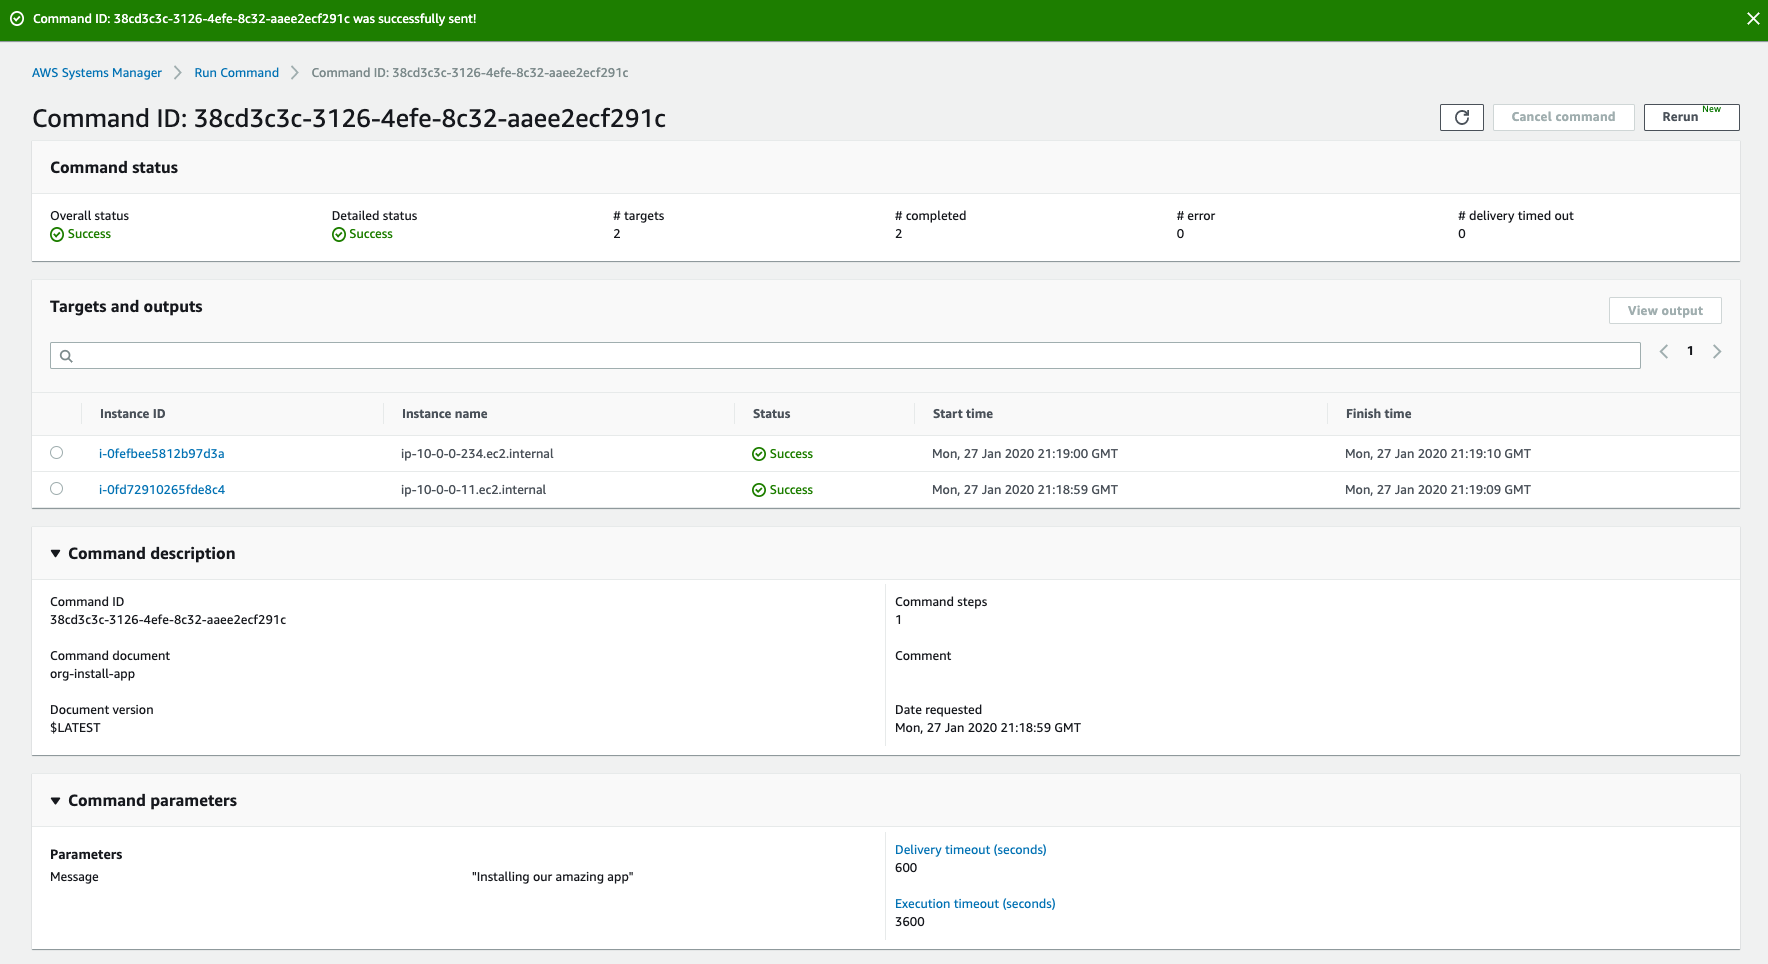 Command ID: 38cd3c3c-3126-4efe-8c32-aaee2ecf291c was successfully sent!
AWS Systems Manager Run Command Command ID: 38cd3c3c-3126-4efe-8c32-aaee2ecf291c
Command ID: 38cd3c3c-3126-4efe-8c32-aaee2ecf291c
Cancel command
Rerun New
Command status
Overall status Detailed status # targets # completed # error # delivery timed out
Success Success 2 2 0 0
Targets and outputs
View output
1
Instance ID Instance name Status Start time Finish time
i-0fefbee5812b97d3a ip-10-0-0-234.ec2.internal Success Mon, 27 Jan 2020 21:19:00 GMT Mon, 27 Jan 2020 21:19:10 GMT
i-0fd72910265fde8c4 ip-10-0-0-11.ec2.internal Success Mon, 27 Jan 2020 21:18:59 GMT Mon, 27 Jan 2020 21:19:09 GMT
Command description
Command ID
38cd3c3c-3126-4efe-8c32-aaee2ecf291c
Command document
org-install-app
Document version
$LATEST
Command steps
1
Comment
Date requested
Mon, 27 Jan 2020 21:18:59 GMT
Command parameters
Parameters
Message "Installing our amazing app"
Delivery timeout (seconds)
600
Execution timeout (seconds)
3600